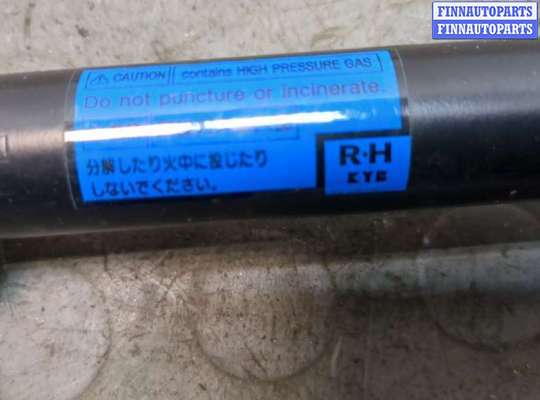 FINNAUTOPARTS
FINNAUTOPARTS
⚠ CAUTION contains HIGH PRESSURE GAS
Do not puncture or Incinerate.
分解したり火中に投じたり
しないでください。
R·H
KYB